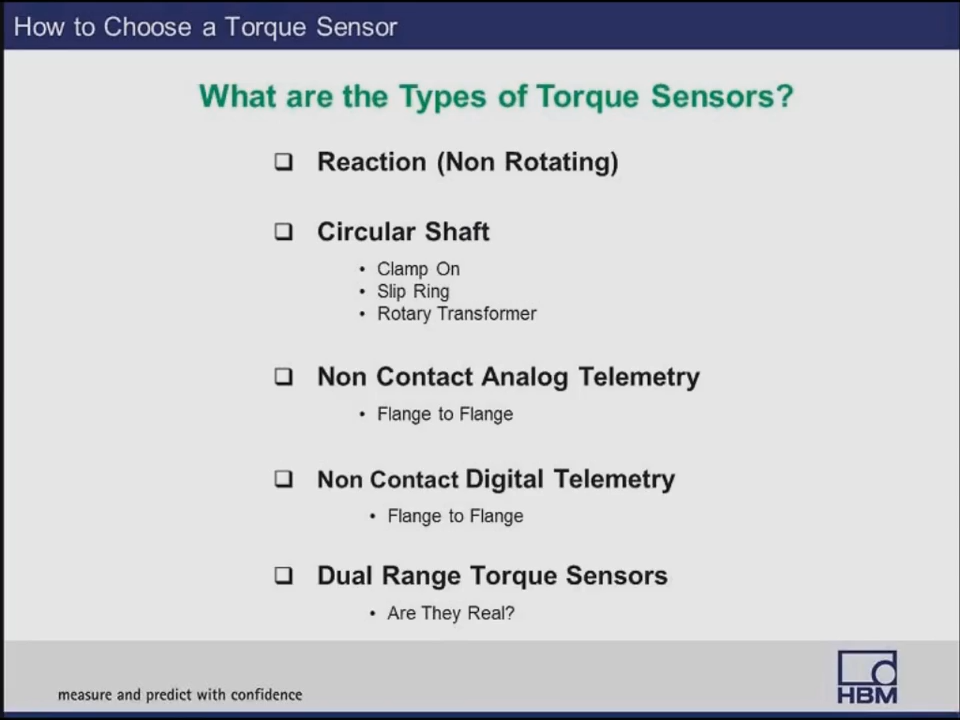 How to Choose a Torque Sensor
What are the Types of Torque Sensors?
❑ Reaction (Non Rotating)
❑ Circular Shaft
• Clamp On
• Slip Ring
• Rotary Transformer
❑ Non Contact Analog Telemetry
• Flange to Flange
❑ Non Contact Digital Telemetry
• Flange to Flange
❑ Dual Range Torque Sensors
• Are They Real?
measure and predict with confidence
HBM